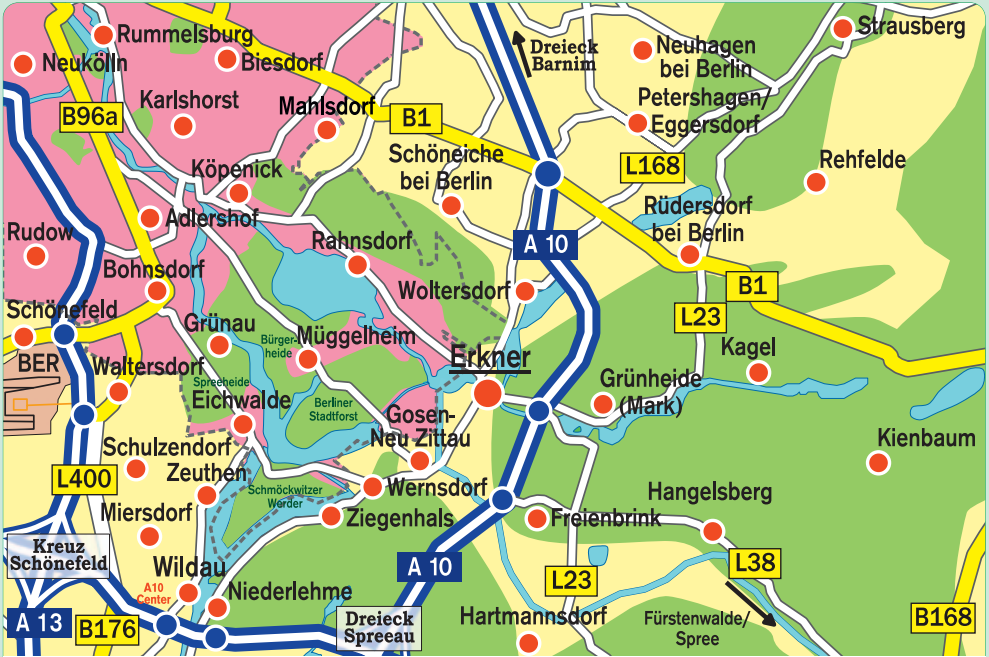 Rummelsburg
Strausberg
Neukölln
Biesdorf
Dreieck
Barnim
Neuhagen
bei Berlin
Karlshorst
Mahlsdorf
B96a
B1
Petershagen/
Eggersdorf
Schöneiche
bei Berlin
L168
Rehfelde
Köpenick
Adlershof
Rüdersdorf
bei Berlin
Rudow
Rahnsdorf
A 10
Bohnsdorf
Woltersdorf
B1
Schönefeld
Grünau
L23
BER
Bürger-
heide
Müggelheim
Kagel
Waltersdorf
Erkner
Spreeheide
Eichwalde
Berliner
Stadtforst
Grünheide
(Mark)
Gosen-
Neu Zittau
Schulzendorf
Kienbaum
Zeuthen
L400
Schmöckwitzer
Werder
Wernsdorf
Hangelsberg
Miersdorf
Ziegenhals
Freienbrink
Kreuz
Schönefeld
Wildau
A 10
L38
A10
Center
L23
Niederlehme
A 13
B176
Dreieck
Spreeau
Hartmannsdorf
Fürstenwalde/
Spree
B168